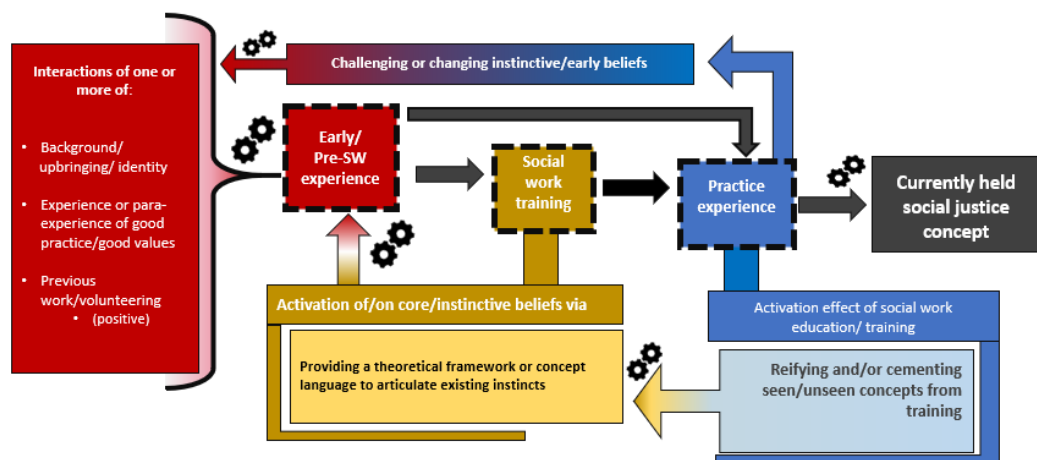 Interactions of one or
more of:
• Background/
upbringing/ identity
• Experience or para-
experience of good
practice/good values
• Previous
work/volunteering
• (positive)
Challenging or changing instinctive/early beliefs
Early/
Pre-SW
experience
Social
work
training
Practice
experience
Currently held
social justice
concept
Activation of/on core/instinctive beliefs via
Providing a theoretical framework or concept
language to articulate existing instincts
Activation effect of social work
education/ training
Reifying and/or cementing
seen/unseen concepts from
training